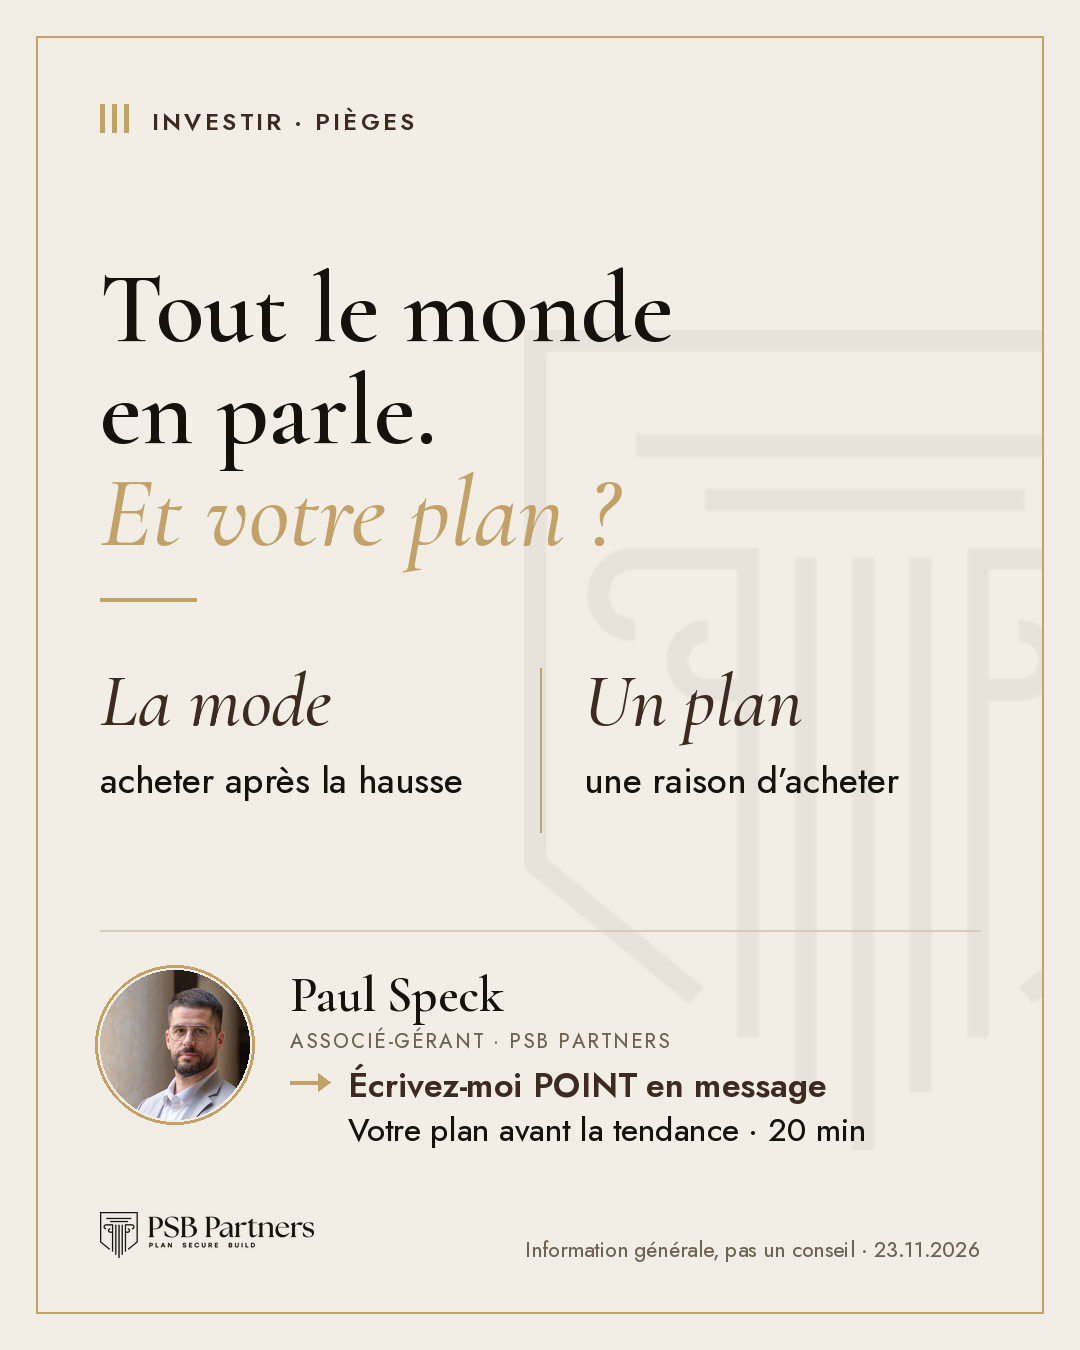 INVESTIR · PIÈGES
Tout le monde
en parle.
Et votre plan ?
La mode
acheter après la hausse
Un plan
une raison d’acheter
Paul Speck
ASSOCIÉ-GÉRANT · PSB PARTNERS
Écrivez-moi POINT en message
Votre plan avant la tendance · 20 min
PSB Partners
PLAN SECURE BUILD
Information générale, pas un conseil · 23.11.2026